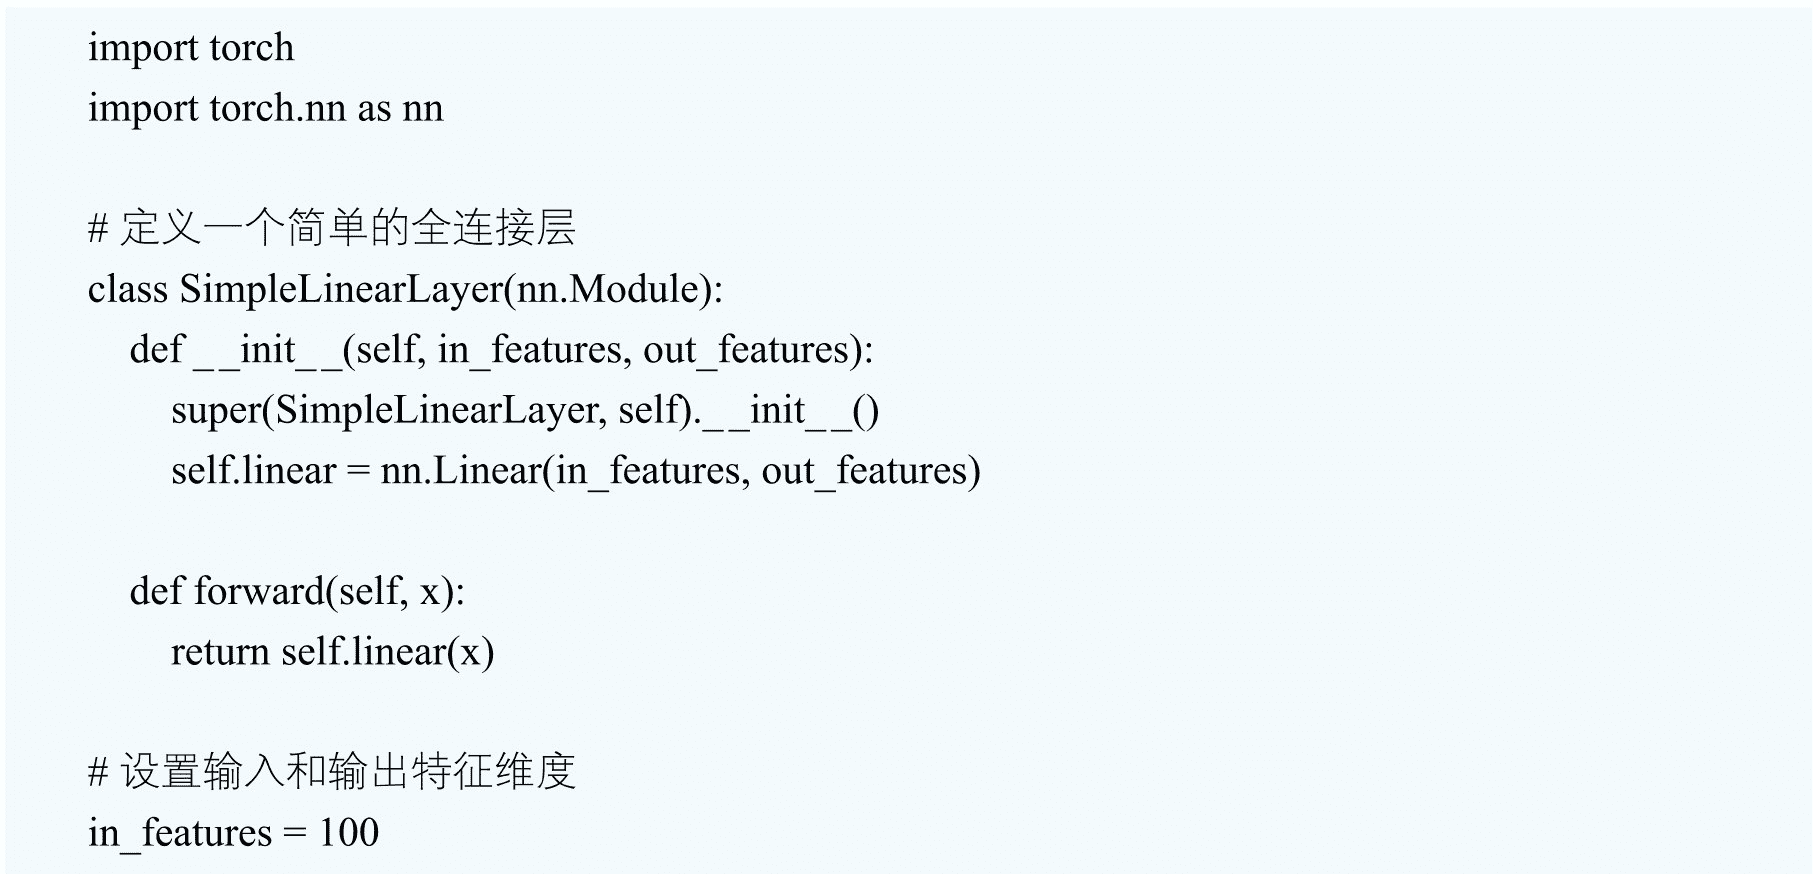 import torch
import torch.nn as nn
# 定义一个简单的全连接层
class SimpleLinearLayer(nn.Module):
def __init__(self, in_features, out_features):
super(SimpleLinearLayer, self).__init__()
self.linear = nn.Linear(in_features, out_features)
def forward(self, x):
return self.linear(x)
# 设置输入和输出特征维度
in_features = 100